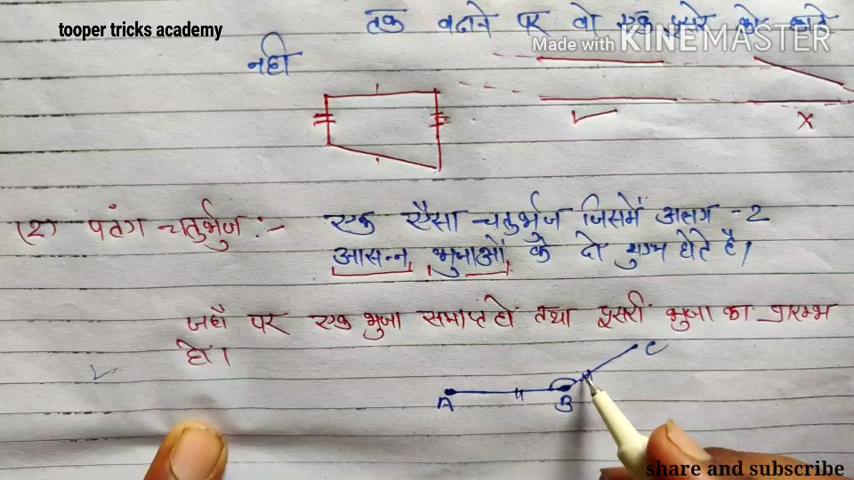 tooper tricks academy
तक बढाने पर वो एक दूसरे को काटे
Made with KINEMASTER
नही
x
(2) पतंग चतुर्भुज :- एक ऐसा चतुर्भुज जिसमें अलग -2
आसन्न भुजाओं के दो युग्म होते है।
जहाँ पर एक भुजा समाप्त हो तथा दूसरी भुजा का प्रारम्भ
हो।
C
A B
share and subscribe